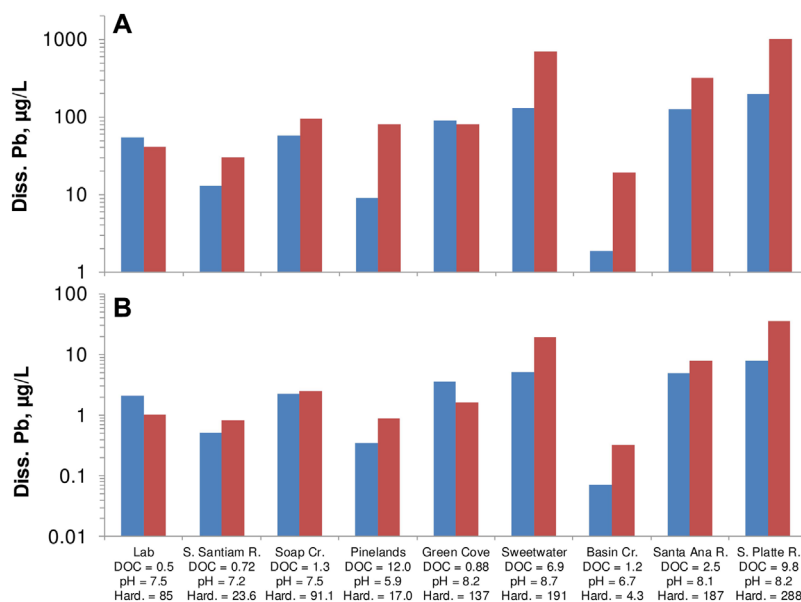 A
Diss. Pb, µg/L
1000
100
10
1
B
Diss. Pb, µg/L
100
10
1
0.1
0.01
Lab
DOC = 0.5
pH = 7.5
Hard. = 85
S. Santiam R.
DOC = 0.72
pH = 7.2
Hard. = 23.6
Soap Cr.
DOC = 1.3
pH = 7.5
Hard. = 91.1
Pinelands
DOC = 12.0
pH = 5.9
Hard. = 17.0
Green Cove
DOC = 0.88
pH = 8.2
Hard. = 137
Sweetwater
DOC = 6.9
pH = 8.7
Hard. = 191
Basin Cr.
DOC = 1.2
pH = 6.7
Hard. = 4.3
Santa Ana R.
DOC = 2.5
pH = 8.1
Hard. = 187
S. Platte R.
DOC = 9.8
pH = 8.2
Hard. = 288